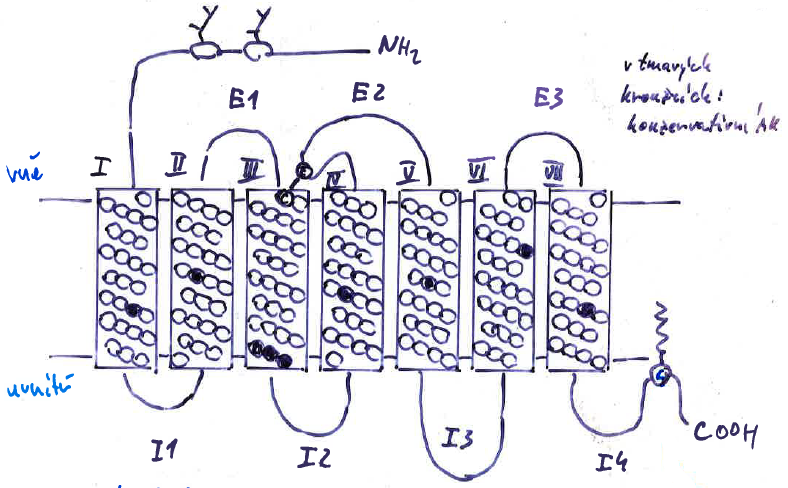 NH₂
v tmavých
kroužcích:
konzervativní AK
E1 E2 E3
I II III IV V VI VII
vně
C C
uvnitř
C
COOH
I1 I2 I3 I4